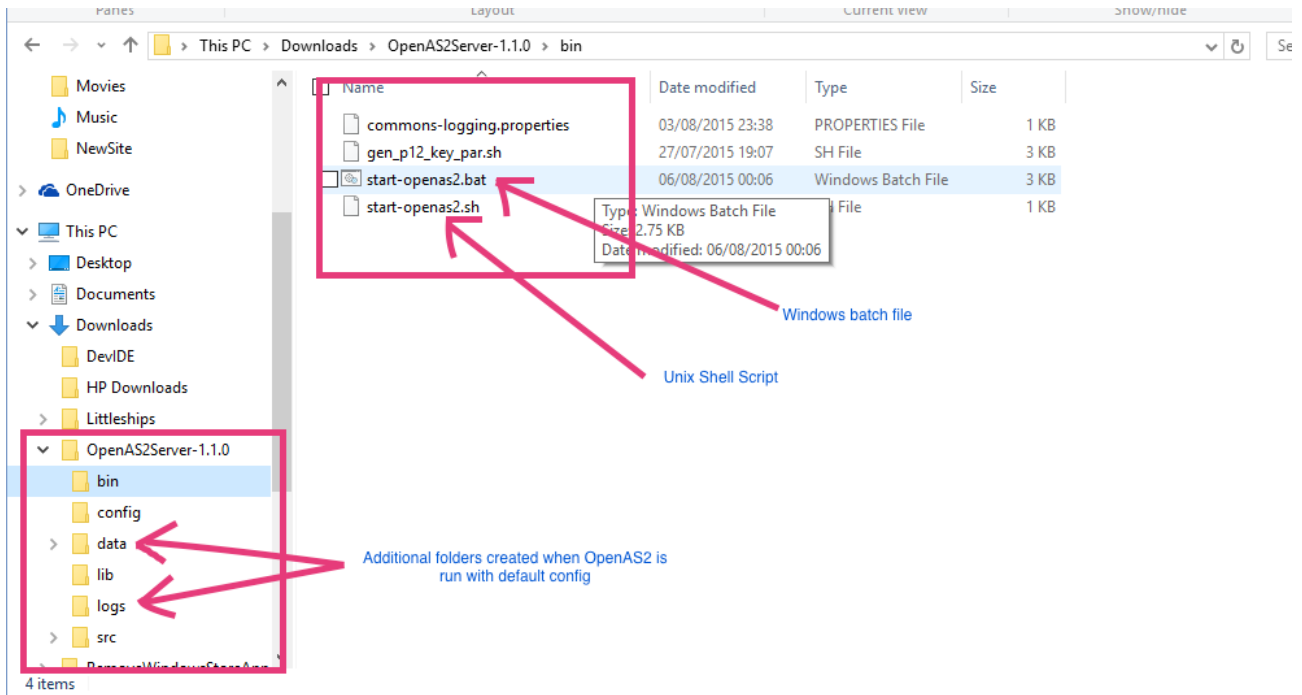 Panes Layout Current view Show/hide
This PC > Downloads > OpenAS2Server-1.1.0 > bin
Movies
Music
NewSite
OneDrive
This PC
Desktop
Documents
Downloads
DevIDE
HP Downloads
Littleships
OpenAS2Server-1.1.0
bin
config
data
lib
logs
src
4 items
Name Date modified Type Size
commons-logging.properties 03/08/2015 23:38 PROPERTIES File 1 KB
gen_p12_key_par.sh 27/07/2015 19:07 SH File 3 KB
start-openas2.bat 06/08/2015 00:06 Windows Batch File 3 KB
start-openas2.sh File 1 KB
Type: Windows Batch File
Size: 2.75 KB
Date modified: 06/08/2015 00:06
Windows batch file
Unix Shell Script
Additional folders created when OpenAS2 is
run with default config